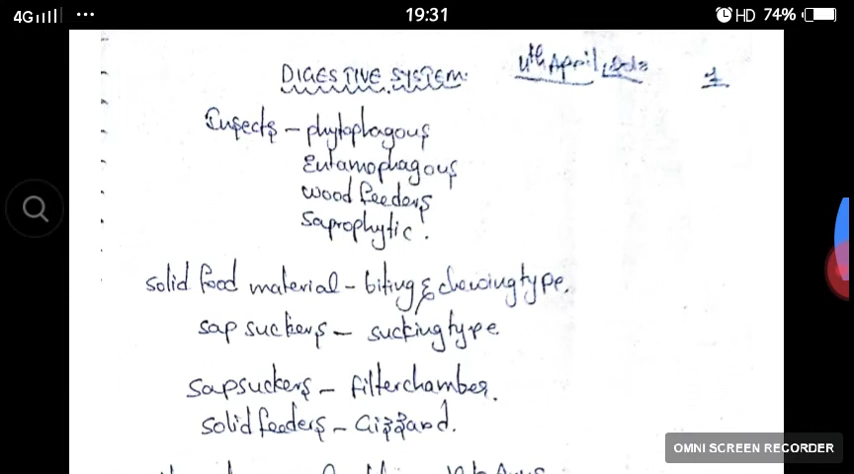 4G 19:31 HD 74%
DIGESTIVE SYSTEM.
4th April,
1
Insects - phytophagous
Entamophagous
wood feeders
saprophytic.
solid food material - biting & chewing type.
sap suckers - sucking type.
sapsuckers - filterchamber.
solid feeders - Gizzard.
OMNI SCREEN RECORDER